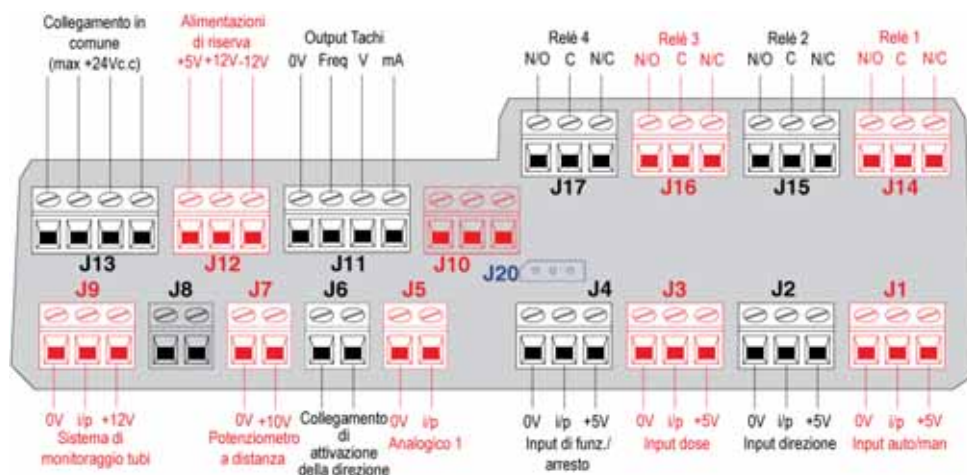 Collegamento in
comune
(max +24Vc.c)
Alimentazioni
di riserva
+5V +12V -12V
Output Tachi
0V Freq V mA
Relé 4
N/O C N/C
Relè 3
N/O C N/C
Relè 2
N/O C N/C
Relè 1
N/O C N/C
J17
J16
J15
J14
J13
J12
J11
J10
J20
J9
J8
J7
J6
J5
J4
J3
J2
J1
0V i/p +12V
Sistema di
monitoraggio tubi
0V +10V
Potenziometro
a distanza
Collegamento
di
attivazione
della direzione
0V i/p
Analogico 1
0V i/p +5V
Input di funz./
arresto
0V i/p +5V
Input dose
0V i/p +5V
Input direzione
0V i/p +5V
Input auto/man